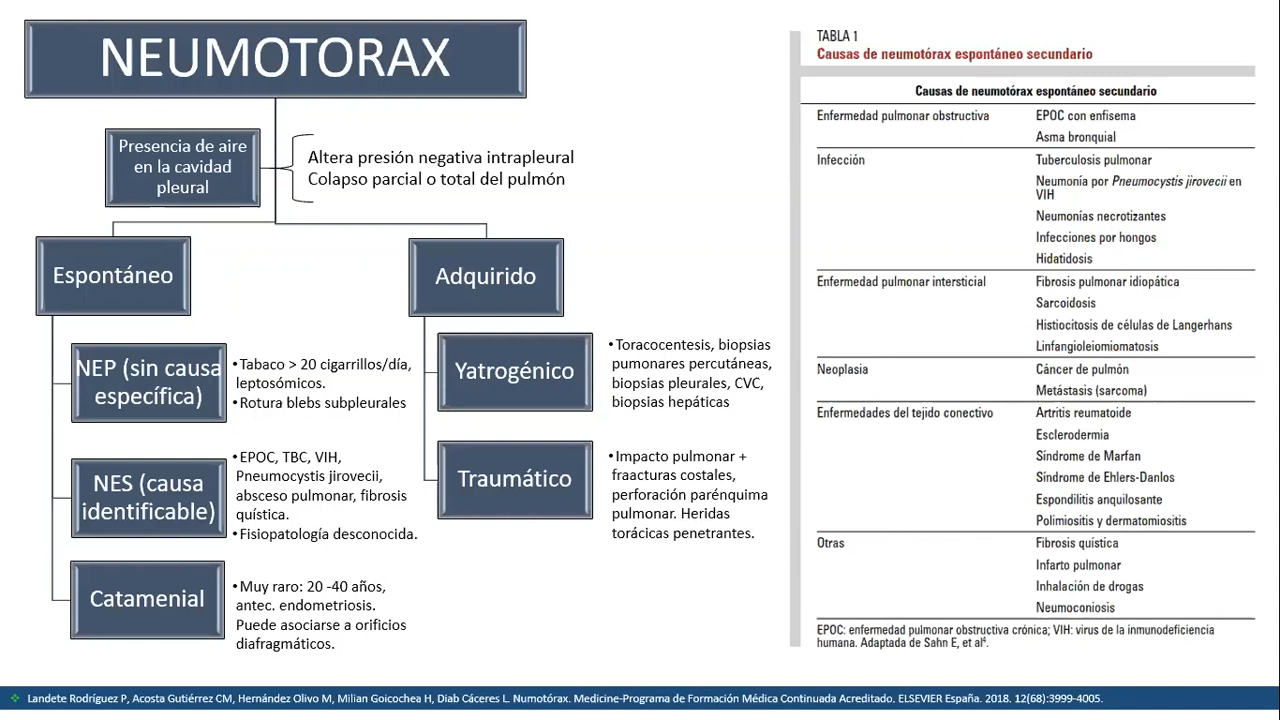 NEUMOTORAX
Presencia de aire
en la cavidad
pleural
Altera presión negativa intrapleural
Colapso parcial o total del pulmón
Espontáneo
NEP (sin causa
específica)
•Tabaco > 20 cigarrillos/día,
leptosómicos.
•Rotura blebs subpleurales
NES (causa
identificable)
•EPOC, TBC, VIH,
Pneumocystis jirovecii,
absceso pulmonar, fibrosis
quística.
•Fisiopatología desconocida.
Catamenial
•Muy raro: 20 -40 años,
antec. endometriosis.
Puede asociarse a orificios
diafragmáticos.
Adquirido
Yatrogénico
•Toracocentesis, biopsias
pumonares percutáneas,
biopsias pleurales, CVC,
biopsias hepáticas
Traumático
•Impacto pulmonar +
fraacturas costales,
perforación parénquima
pulmonar. Heridas
torácicas penetrantes.
TABLA 1
Causas de neumotórax espontáneo secundario
Causas de neumotórax espontáneo secundario
Enfermedad pulmonar obstructiva EPOC con enfisema
Asma bronquial
Infección Tuberculosis pulmonar
Neumonía por Pneumocystis jirovecii en
VIH
Neumonías necrotizantes
Infecciones por hongos
Hidatidosis
Enfermedad pulmonar intersticial Fibrosis pulmonar idiopática
Sarcoidosis
Histiocitosis de células de Langerhans
Linfangioleiomiomatosis
Neoplasia Cáncer de pulmón
Metástasis (sarcoma)
Enfermedades del tejido conectivo Artritis reumatoide
Esclerodermia
Síndrome de Marfan
Síndrome de Ehlers-Danlos
Espondilitis anquilosante
Polimiositis y dermatomiositis
Otras Fibrosis quística
Infarto pulmonar
Inhalación de drogas
Neumoconiosis
EPOC: enfermedad pulmonar obstructiva crónica; VIH: virus de la inmunodeficiencia
humana. Adaptada de Sahn E, et al⁴.
Landete Rodríguez P, Acosta Gutiérrez CM, Hernández Olivo M, Milian Goicochea H, Diab Cáceres L. Numotórax. Medicine-Programa de Formación Médica Continuada Acreditado. ELSEVIER España. 2018. 12(68):3999-4005.